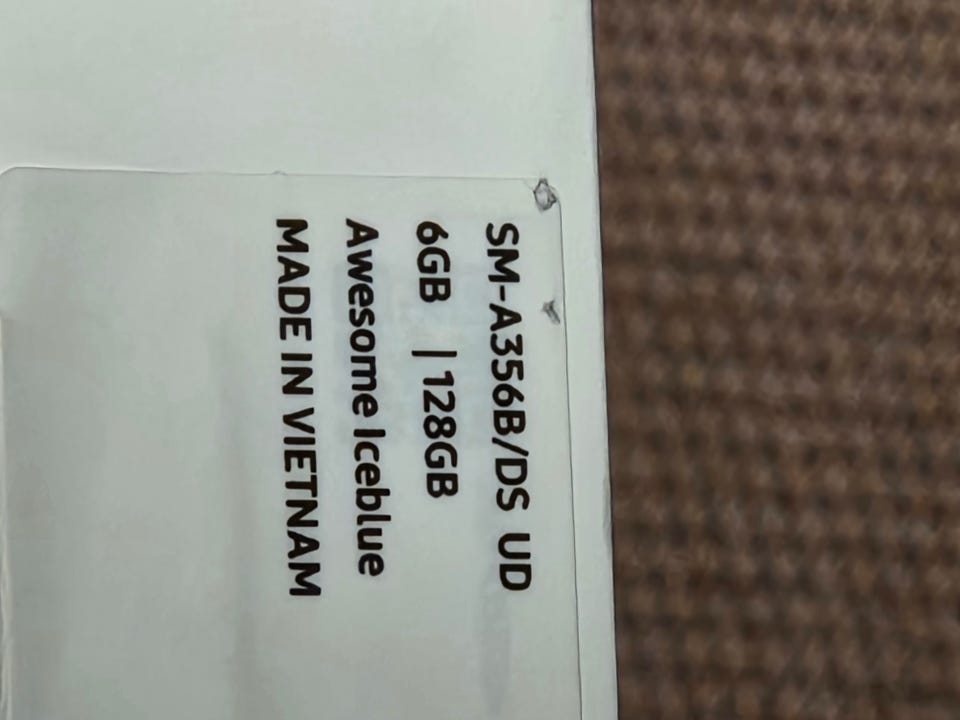 SM-A356B/DS UD
6GB | 128GB
Awesome Iceblue
MADE IN VIETNAM